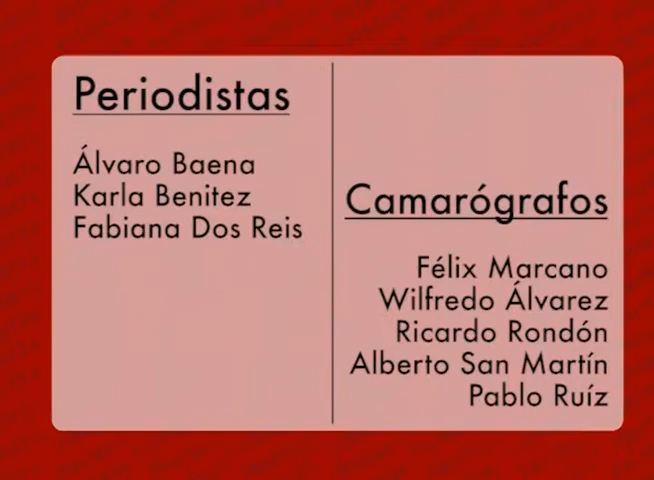 Periodistas
Álvaro Baena
Karla Benitez
Fabiana Dos Reis
Camarógrafos
Félix Marcano
Wilfredo Álvarez
Ricardo Rondón
Alberto San Martín
Pablo Ruíz